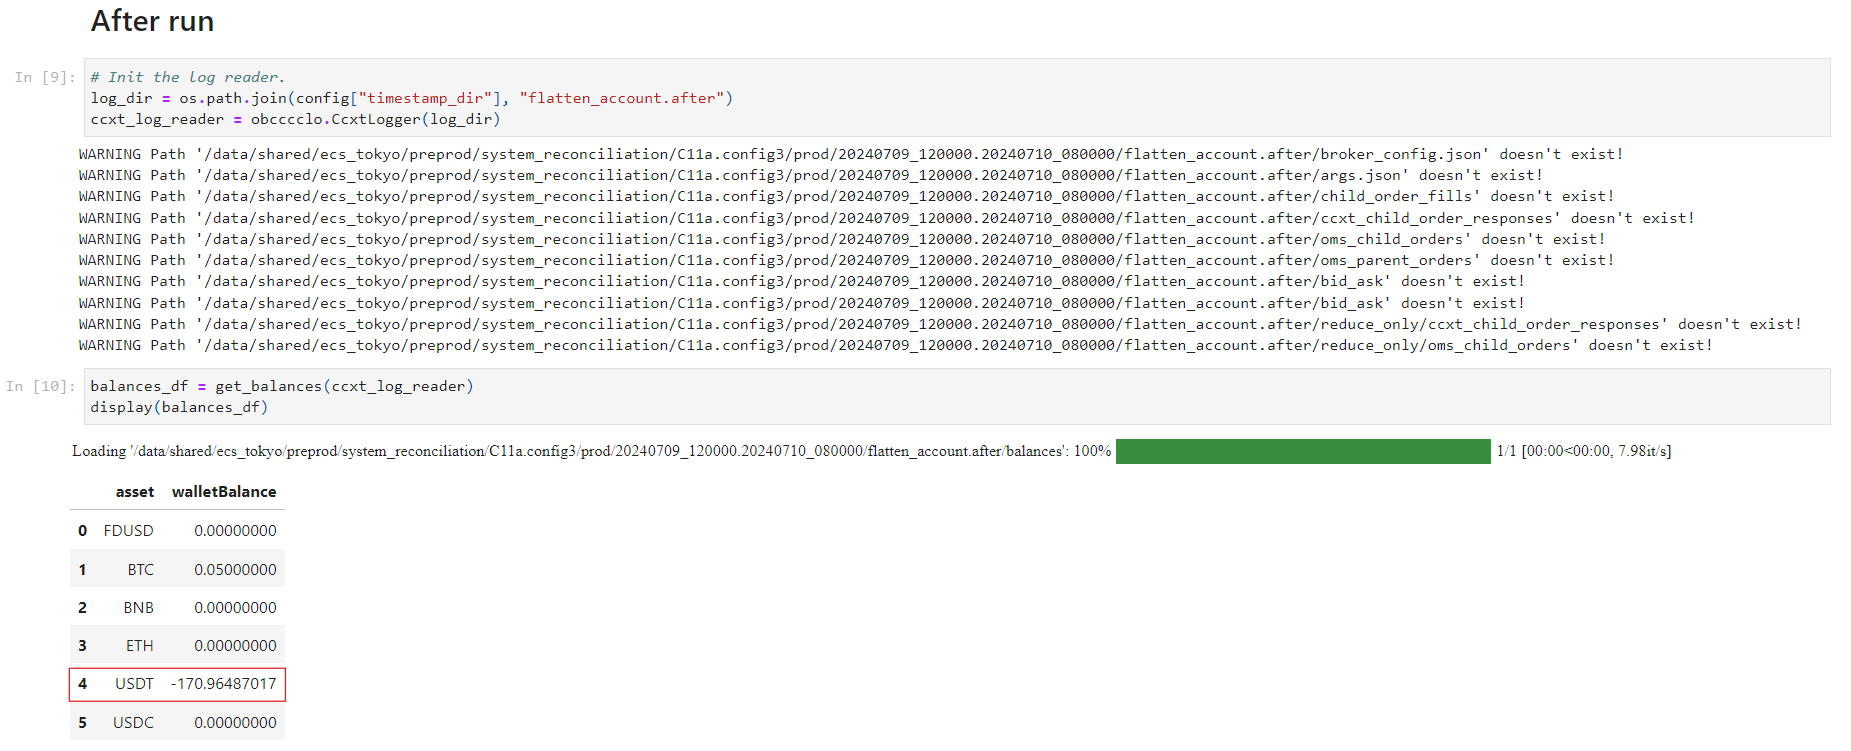 After run
In [9]:
# Init the log reader.
log_dir = os.path.join(config["timestamp_dir"], "flatten_account.after")
ccxt_log_reader = obcccclo.CcxtLogger(log_dir)
WARNING Path '/data/shared/ecs_tokyo/preprod/system_reconciliation/C11a.config3/prod/20240709_120000.20240710_080000/flatten_account.after/broker_config.json' doesn't exist!
WARNING Path '/data/shared/ecs_tokyo/preprod/system_reconciliation/C11a.config3/prod/20240709_120000.20240710_080000/flatten_account.after/args.json' doesn't exist!
WARNING Path '/data/shared/ecs_tokyo/preprod/system_reconciliation/C11a.config3/prod/20240709_120000.20240710_080000/flatten_account.after/child_order_fills' doesn't exist!
WARNING Path '/data/shared/ecs_tokyo/preprod/system_reconciliation/C11a.config3/prod/20240709_120000.20240710_080000/flatten_account.after/ccxt_child_order_responses' doesn't exist!
WARNING Path '/data/shared/ecs_tokyo/preprod/system_reconciliation/C11a.config3/prod/20240709_120000.20240710_080000/flatten_account.after/oms_child_orders' doesn't exist!
WARNING Path '/data/shared/ecs_tokyo/preprod/system_reconciliation/C11a.config3/prod/20240709_120000.20240710_080000/flatten_account.after/oms_parent_orders' doesn't exist!
WARNING Path '/data/shared/ecs_tokyo/preprod/system_reconciliation/C11a.config3/prod/20240709_120000.20240710_080000/flatten_account.after/bid_ask' doesn't exist!
WARNING Path '/data/shared/ecs_tokyo/preprod/system_reconciliation/C11a.config3/prod/20240709_120000.20240710_080000/flatten_account.after/bid_ask' doesn't exist!
WARNING Path '/data/shared/ecs_tokyo/preprod/system_reconciliation/C11a.config3/prod/20240709_120000.20240710_080000/flatten_account.after/reduce_only/ccxt_child_order_responses' doesn't exist!
WARNING Path '/data/shared/ecs_tokyo/preprod/system_reconciliation/C11a.config3/prod/20240709_120000.20240710_080000/flatten_account.after/reduce_only/oms_child_orders' doesn't exist!
In [10]:
balances_df = get_balances(ccxt_log_reader)
display(balances_df)
Loading '/data/shared/ecs_tokyo/preprod/system_reconciliation/C11a.config3/prod/20240709_120000.20240710_080000/flatten_account.after/balances': 100% 1/1 [00:00<00:00, 7.98it/s]
asset walletBalance
0 FDUSD 0.00000000
1 BTC 0.05000000
2 BNB 0.00000000
3 ETH 0.00000000
4 USDT -170.96487017
5 USDC 0.00000000